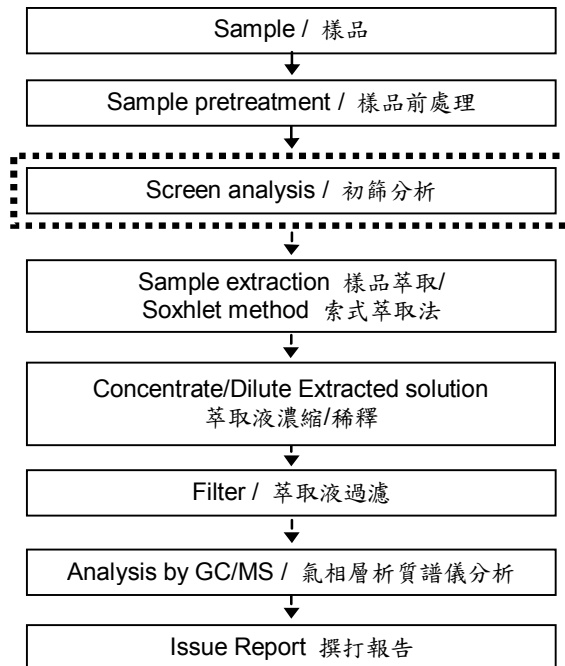 Sample / 樣品
Sample pretreatment / 樣品前處理
Screen analysis / 初篩分析
Sample extraction 樣品萃取/
Soxhlet method 索式萃取法
Concentrate/Dilute Extracted solution
萃取液濃縮/稀釋
Filter / 萃取液過濾
Analysis by GC/MS / 氣相層析質譜儀分析
Issue Report 撰打報告